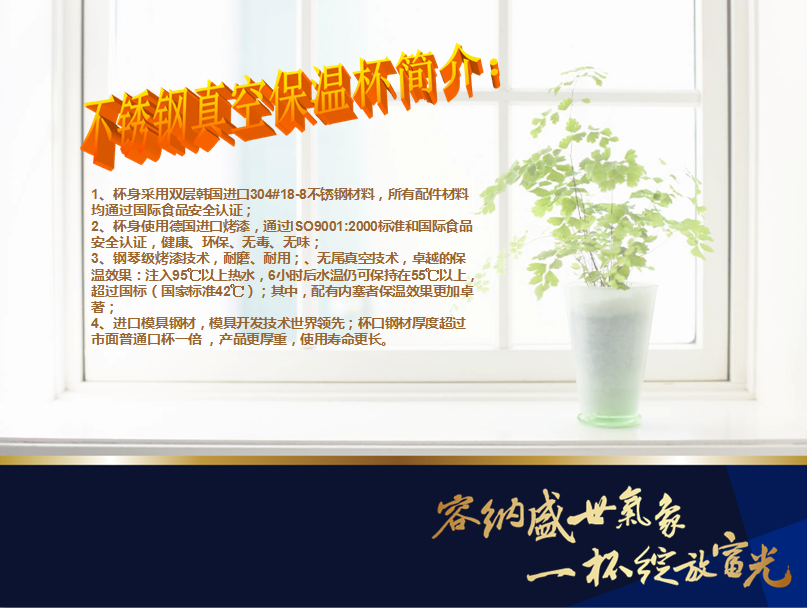 不锈钢真空保温杯简介：
1、杯身采用双层韩国进口304#18-8不锈钢材料，所有配件材料
均通过国际食品安全认证；
2、杯身使用德国进口烤漆，通过ISO9001:2000标准和国际食品
安全认证，健康、环保、无毒、无味；
3、钢琴级烤漆技术，耐磨、耐用；、无尾真空技术，卓越的保
温效果：注入95℃以上热水，6小时后水温仍可保持在55℃以上，
超过国标（国家标准42℃）；其中，配有内塞者保温效果更加卓
著；
4、进口模具钢材，模具开发技术世界领先；杯口钢材厚度超过
市面普通口杯一倍 ，产品更厚重，使用寿命更长。
容纳盛世氣象
一杯绽放富光